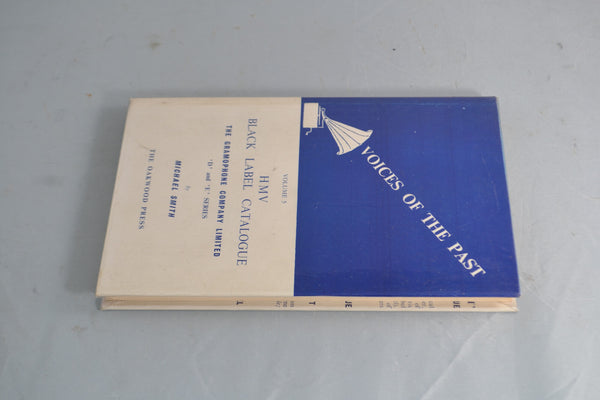 VOICES OF THE PAST
VOLUME 5
HMV
BLACK LABEL CATALOGUE
THE GRAMOPHONE COMPANY LIMITED
'D' and 'E' SERIES
by
MICHAEL SMITH
THE OAKWOOD PRESS